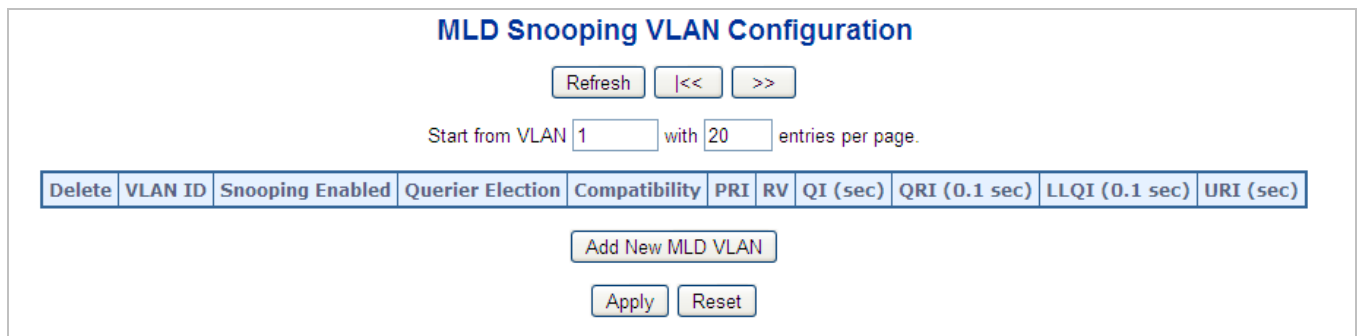 MLD Snooping VLAN Configuration
Refresh |<< >>
Start from VLAN 1 with 20 entries per page.
Delete VLAN ID Snooping Enabled Querier Election Compatibility PRI RV QI (sec) QRI (0.1 sec) LLQI (0.1 sec) URI (sec)
Add New MLD VLAN
Apply Reset